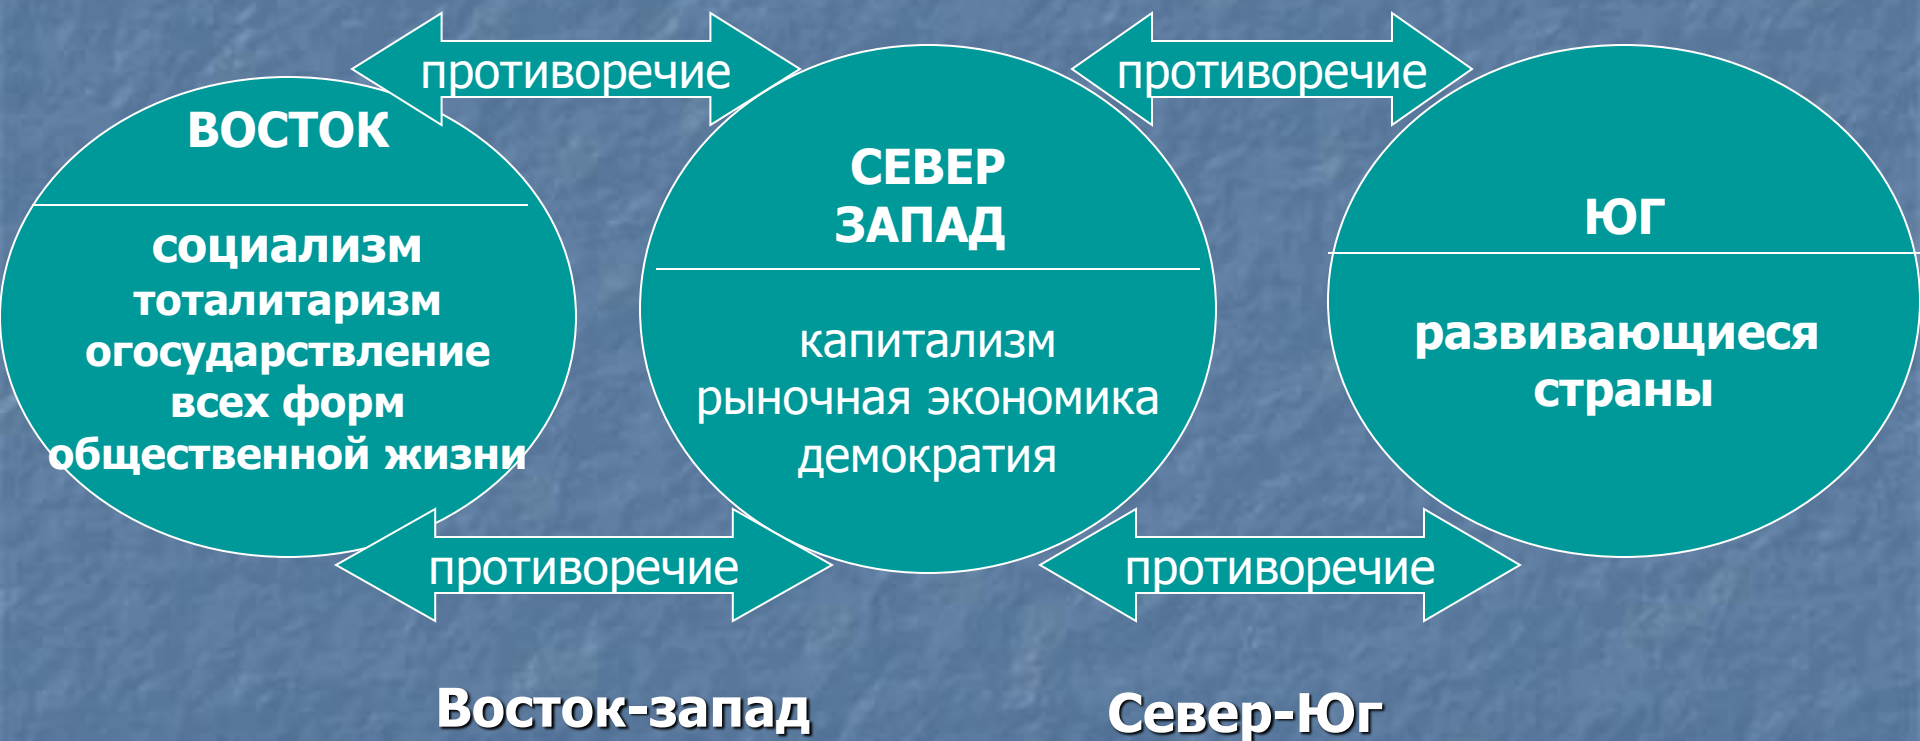 противоречие
противоречие
ВОСТОК
социализм
тоталитаризм
огосударствление
всех форм
общественной жизни
СЕВЕР
ЗАПАД
капитализм
рыночная экономика
демократия
ЮГ
развивающиеся
страны
противоречие
противоречие
Восток-запад
Север-Юг